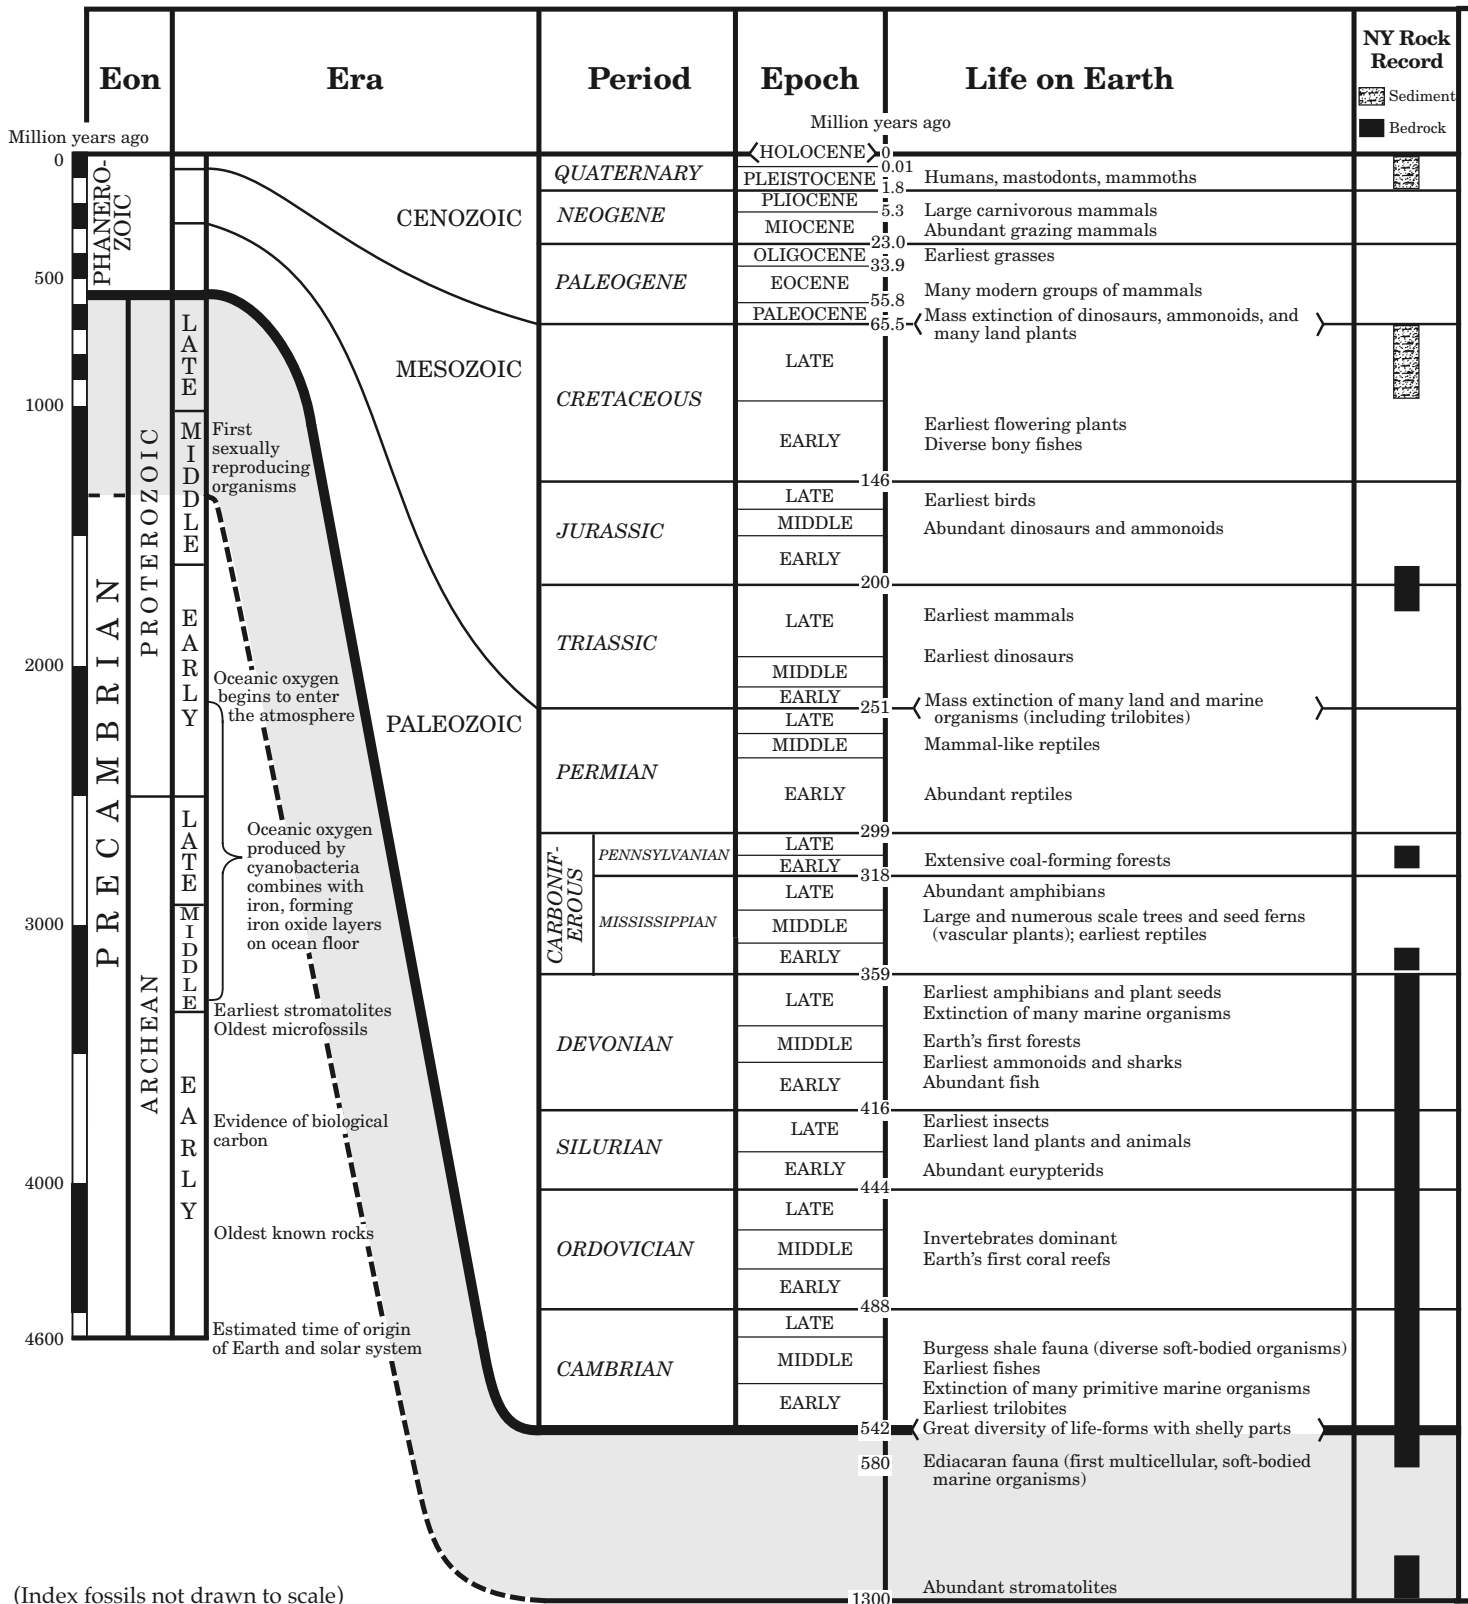 Eon
Era
Period
Epoch
Life on Earth
NY Rock
Record
Sediment
Bedrock
Million years ago
Million years ago
0
500
1000
2000
3000
4000
4600
PHANERO-
ZOIC
PRECAMBRIAN
PROTEROZOIC
ARCHEAN
LATE
MIDDLE
EARLY
LATE
MIDDLE
EARLY
First
sexually
reproducing
organisms
Oceanic oxygen
begins to enter
the atmosphere
Oceanic oxygen
produced by
cyanobacteria
combines with
iron, forming
iron oxide layers
on ocean floor
Earliest stromatolites
Oldest microfossils
Evidence of biological
carbon
Oldest known rocks
Estimated time of origin
of Earth and solar system
CENOZOIC
MESOZOIC
PALEOZOIC
QUATERNARY
HOLOCENE 0
0.01
PLEISTOCENE
Humans, mastodonts, mammoths
1.8
NEOGENE
PLIOCENE
5.3
Large carnivorous mammals
MIOCENE
Abundant grazing mammals
23.0
PALEOGENE
OLIGOCENE
Earliest grasses
33.9
EOCENE
Many modern groups of mammals
55.8
PALEOCENE
65.5
Mass extinction of dinosaurs, ammonoids, and
many land plants
CRETACEOUS
LATE
EARLY
Earliest flowering plants
Diverse bony fishes
146
JURASSIC
LATE
Earliest birds
MIDDLE
Abundant dinosaurs and ammonoids
EARLY
200
TRIASSIC
LATE
Earliest mammals
Earliest dinosaurs
MIDDLE
EARLY
251
Mass extinction of many land and marine
organisms (including trilobites)
PERMIAN
LATE
MIDDLE
Mammal-like reptiles
EARLY
Abundant reptiles
299
CARBONIF-
EROUS
PENNSYLVANIAN
LATE
EARLY
Extensive coal-forming forests
318
MISSISSIPPIAN
LATE
Abundant amphibians
MIDDLE
Large and numerous scale trees and seed ferns
(vascular plants); earliest reptiles
EARLY
359
DEVONIAN
LATE
Earliest amphibians and plant seeds
Extinction of many marine organisms
MIDDLE
Earth's first forests
Earliest ammonoids and sharks
EARLY
Abundant fish
416
SILURIAN
LATE
Earliest insects
Earliest land plants and animals
EARLY
Abundant eurypterids
444
ORDOVICIAN
LATE
MIDDLE
Invertebrates dominant
Earth's first coral reefs
EARLY
488
CAMBRIAN
LATE
MIDDLE
Burgess shale fauna (diverse soft-bodied organisms)
Earliest fishes
EARLY
Extinction of many primitive marine organisms
Earliest trilobites
542
Great diversity of life-forms with shelly parts
580
Ediacaran fauna (first multicellular, soft-bodied
marine organisms)
Abundant stromatolites
1300
(Index fossils not drawn to scale)